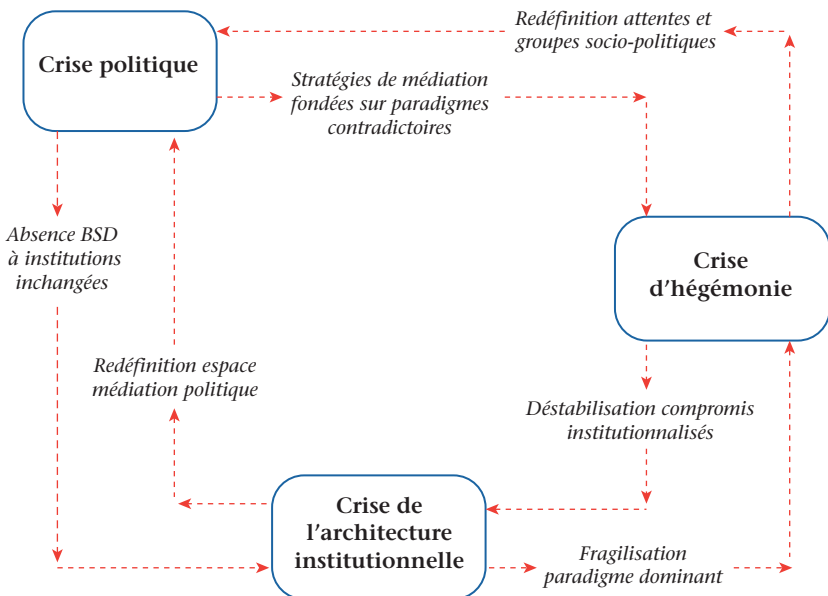 Crise politique
Redéfinition attentes et
groupes socio-politiques
Stratégies de médiation
fondées sur paradigmes
contradictoires
Absence BSD
à institutions
inchangées
Crise
d'hégémonie
Redéfinition espace
médiation politique
Déstabilisation compromis
institutionnalisés
Crise de
l'architecture
institutionnelle
Fragilisation
paradigme dominant